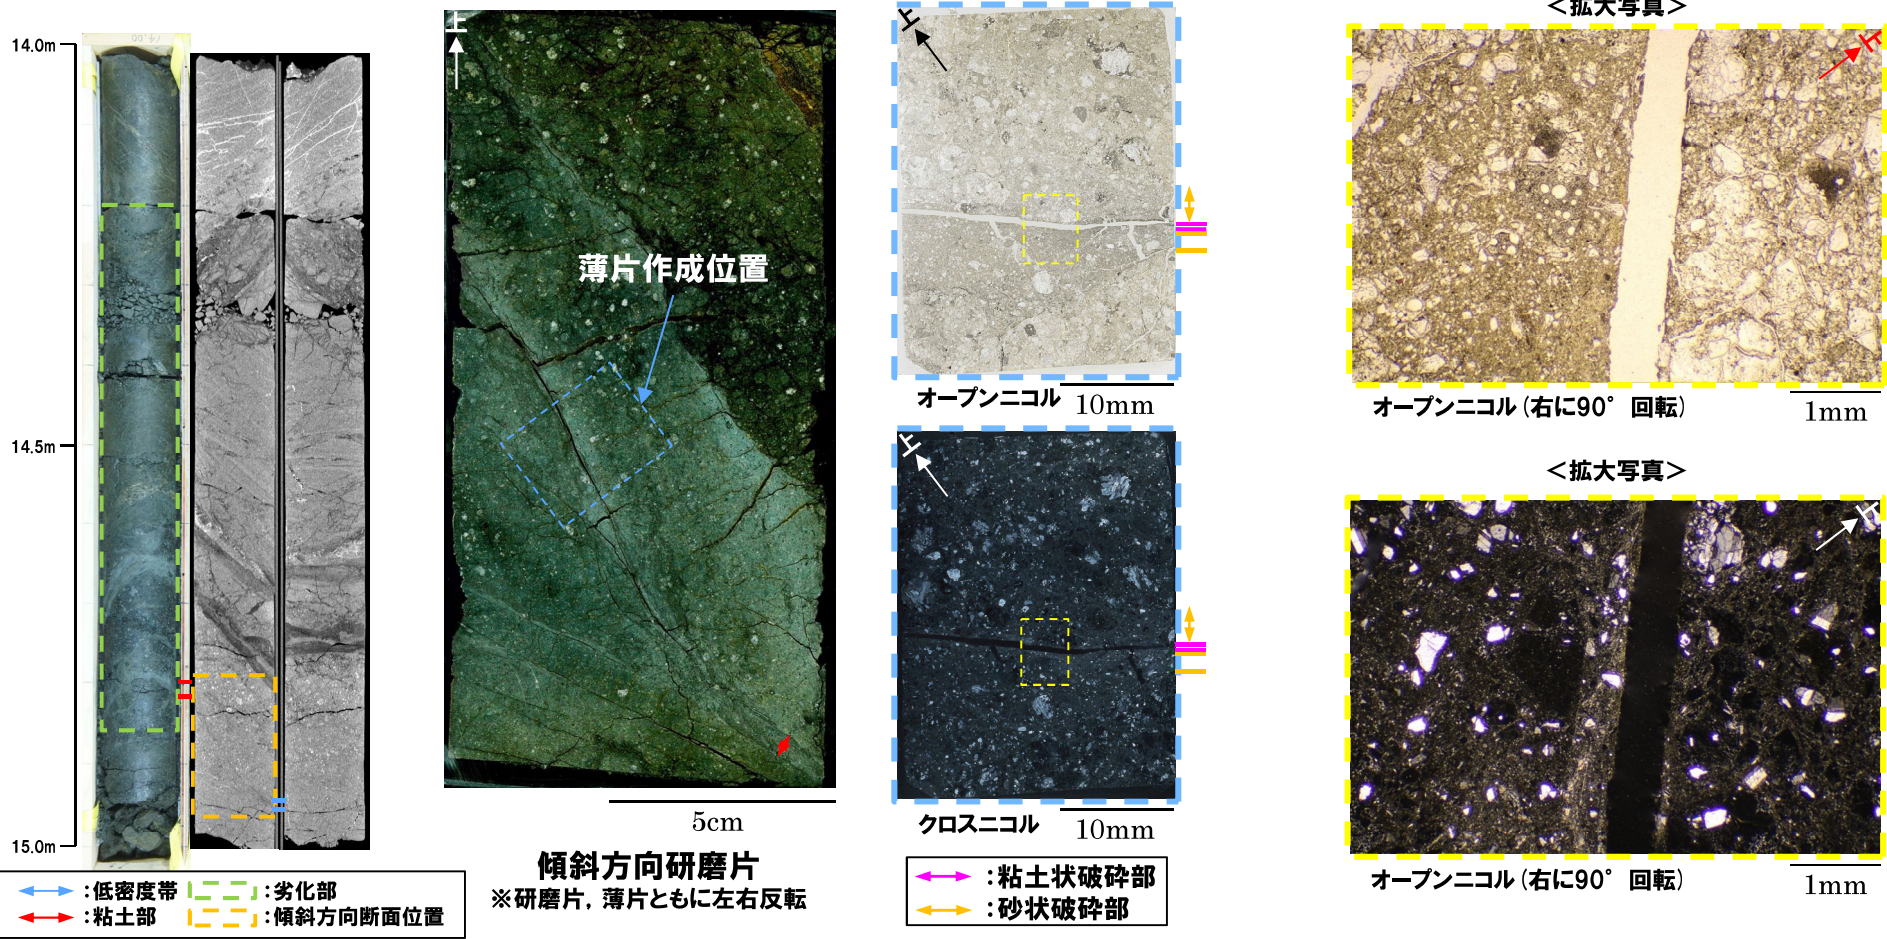 14.0m
14.00
14.5m
15.0m
:低密度帯
:劣化部
:粘土部
:傾斜方向断面位置
上
薄片作成位置
5cm
傾斜方向研磨片
※研磨片，薄片ともに左右反転
上
オープンニコル
10mm
上
クロスニコル
10mm
:粘土状破砕部
:砂状破砕部
＜拡大写真＞
上
オープンニコル（右に90°回転）
1mm
＜拡大写真＞
上
オープンニコル（右に90°回転）
1mm